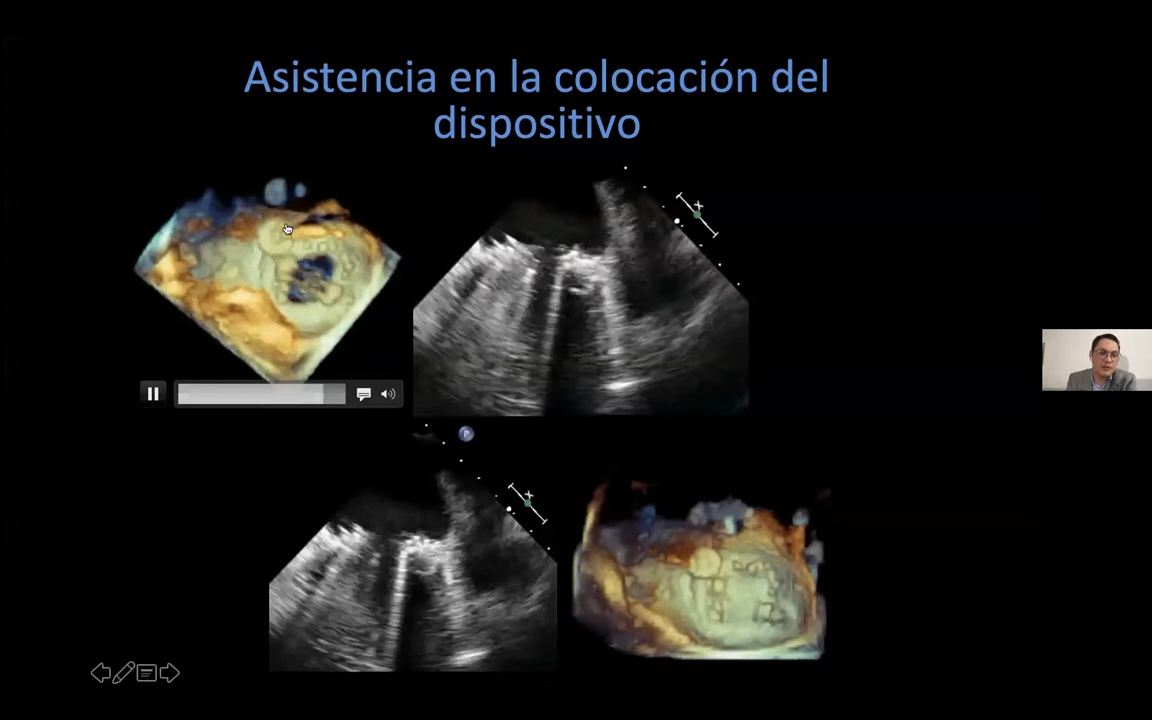 Asistencia en la colocación del
dispositivo
P